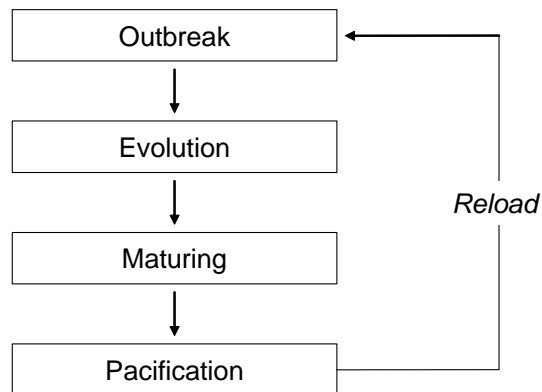 Outbreak
Evolution
Reload
Maturing
Pacification